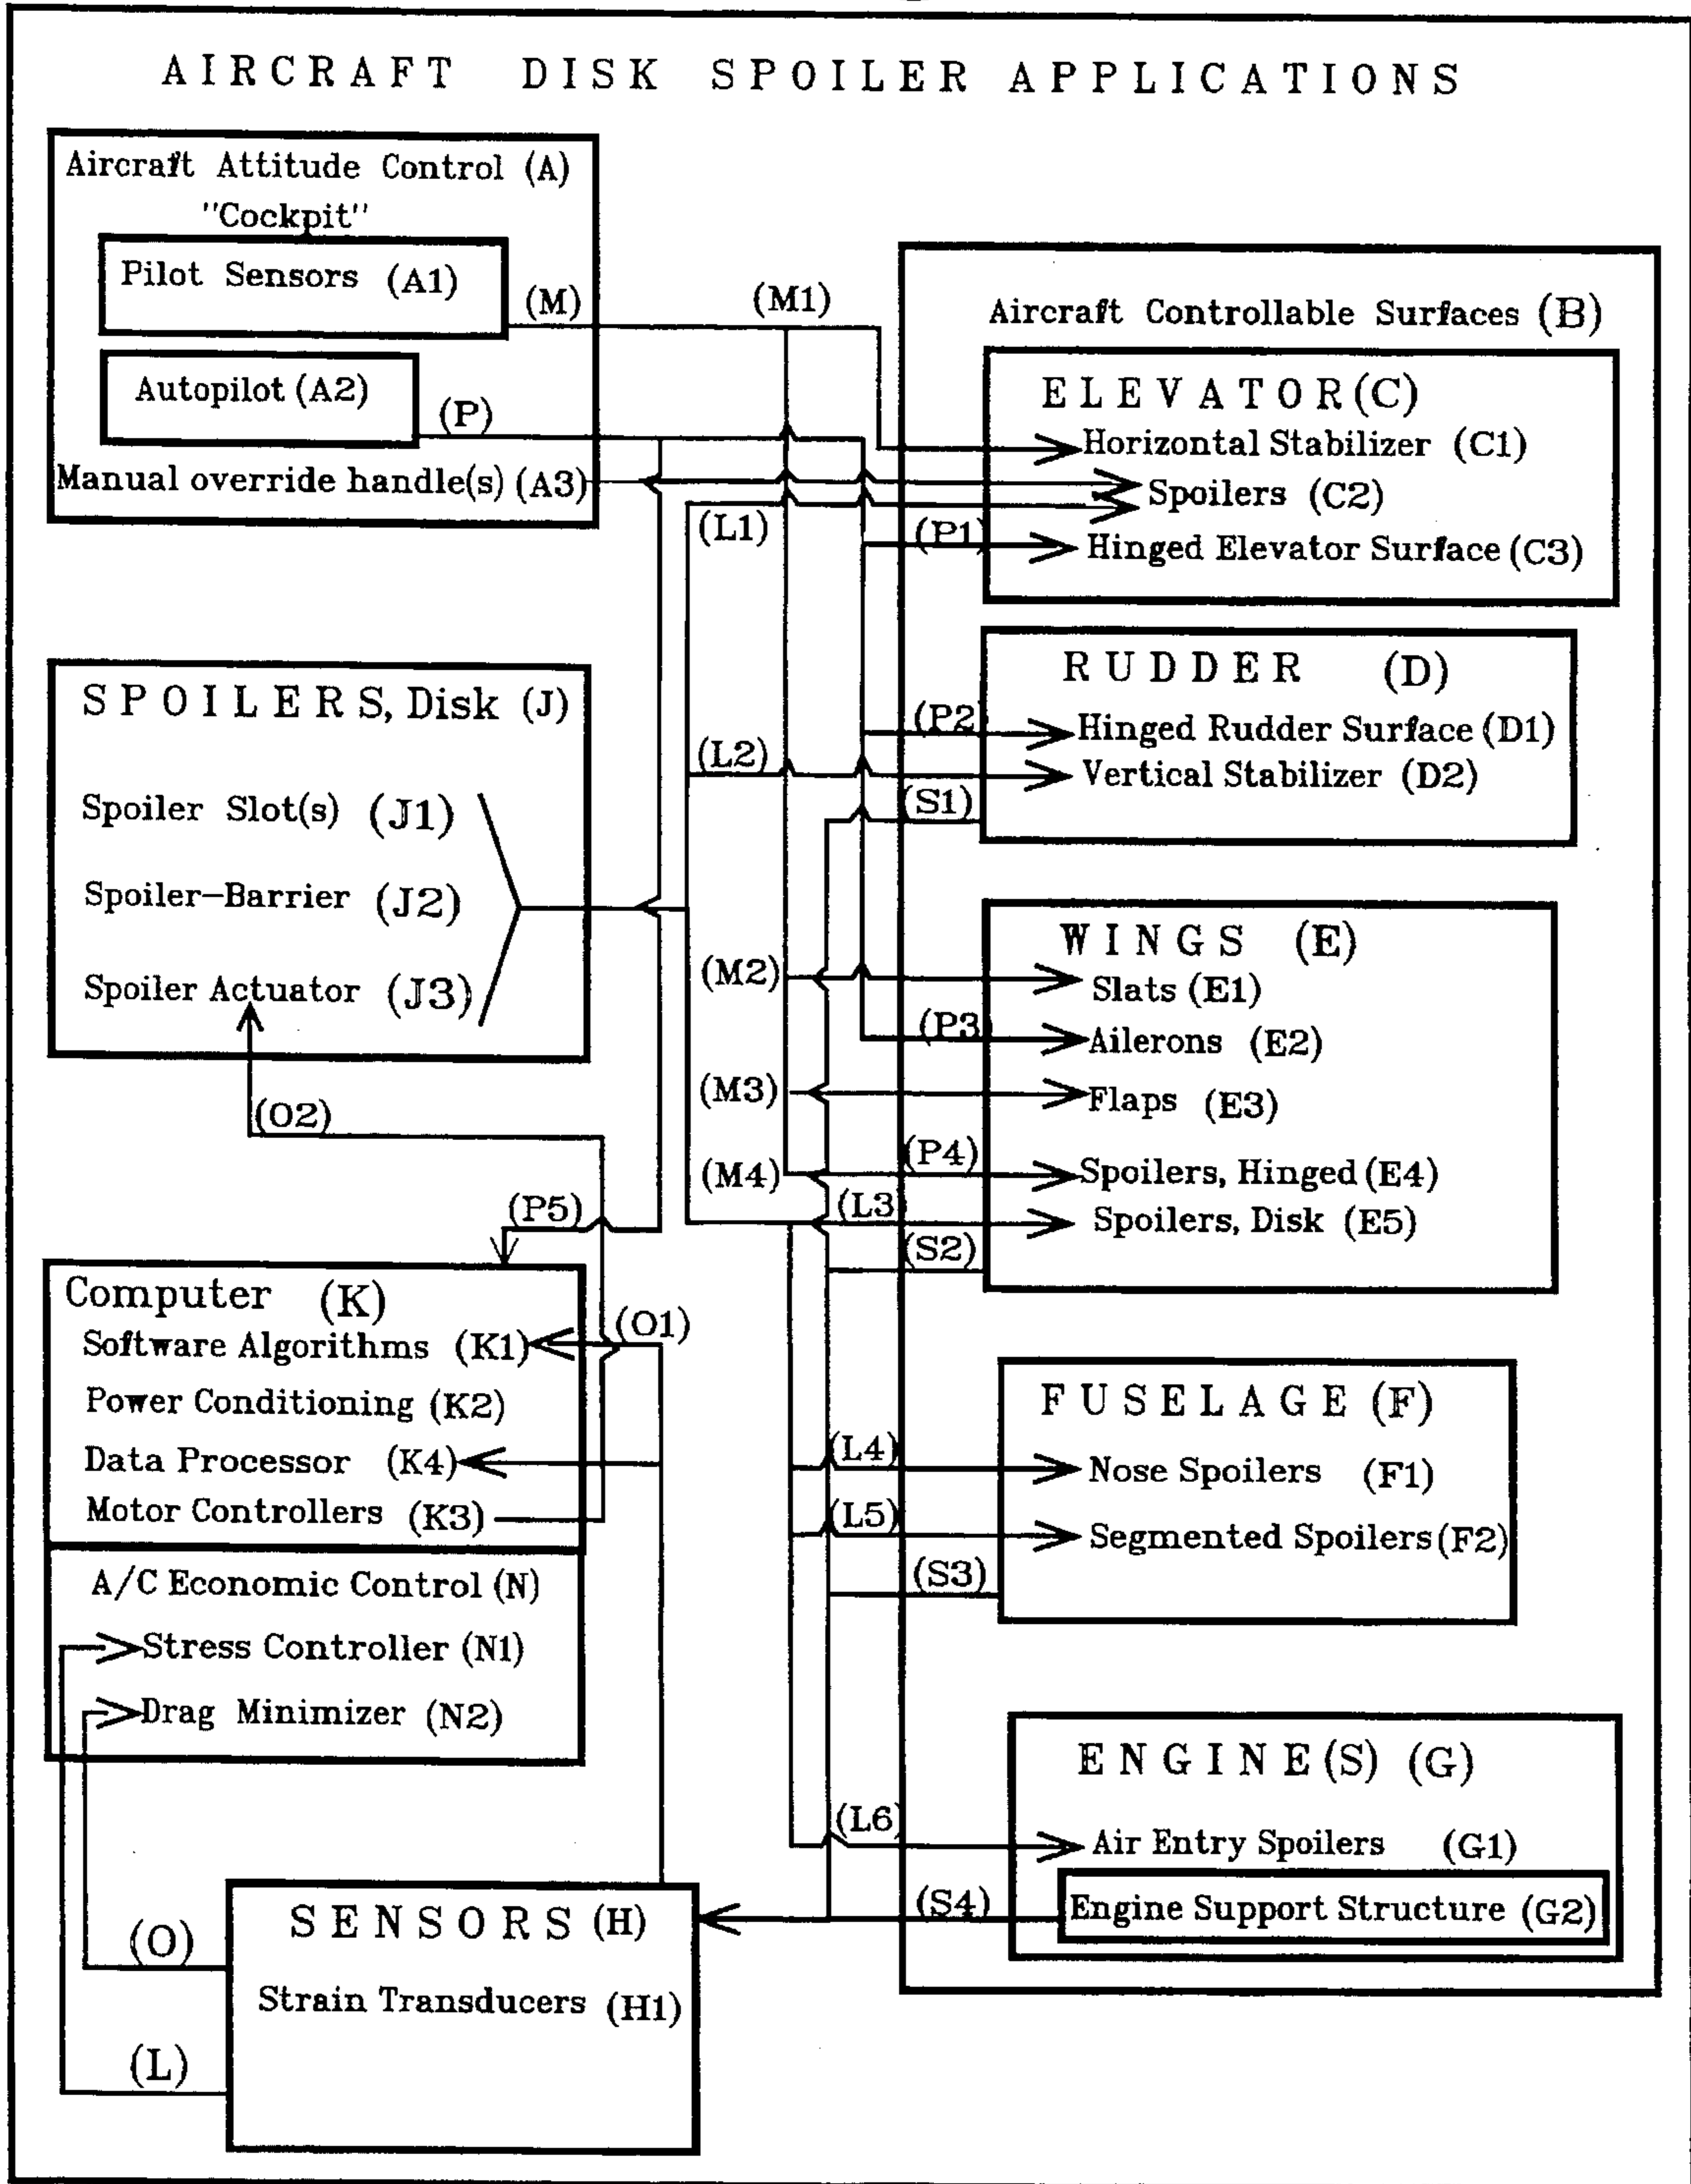 AIRCRAFT DISK SPOILER APPLICATIONS
Aircraft Attitude Control (A)
"Cockpit"
Pilot Sensors (A1)
(M)
(M1)
Autopilot (A2)
(P)
Manual override handle(s) (A3)
(L1)
Aircraft Controllable Surfaces (B)
ELEVATOR (C)
Horizontal Stabilizer (C1)
Spoilers (C2)
(P1)
Hinged Elevator Surface (C3)
SPOILERS, Disk (J)
Spoiler Slot(s) (J1)
Spoiler-Barrier (J2)
Spoiler Actuator (J3)
(O2)
RUDDER (D)
(P2)
Hinged Rudder Surface (D1)
(L2)
Vertical Stabilizer (D2)
(S1)
WINGS (E)
(M2)
Slats (E1)
(P3)
Ailerons (E2)
(M3)
Flaps (E3)
(P4)
(M4)
Spoilers, Hinged (E4)
(L3)
Spoilers, Disk (E5)
(S2)
(P5)
Computer (K)
(O1)
Software Algorithms (K1)
Power Conditioning (K2)
Data Processor (K4)
Motor Controllers (K3)
A/C Economic Control (N)
Stress Controller (N1)
Drag Minimizer (N2)
FUSELAGE (F)
(L4)
Nose Spoilers (F1)
(L5)
Segmented Spoilers (F2)
(S3)
ENGINE(S) (G)
(L6)
Air Entry Spoilers (G1)
(S4)
Engine Support Structure (G2)
SENSORS (H)
(O)
Strain Transducers (H1)
(L)